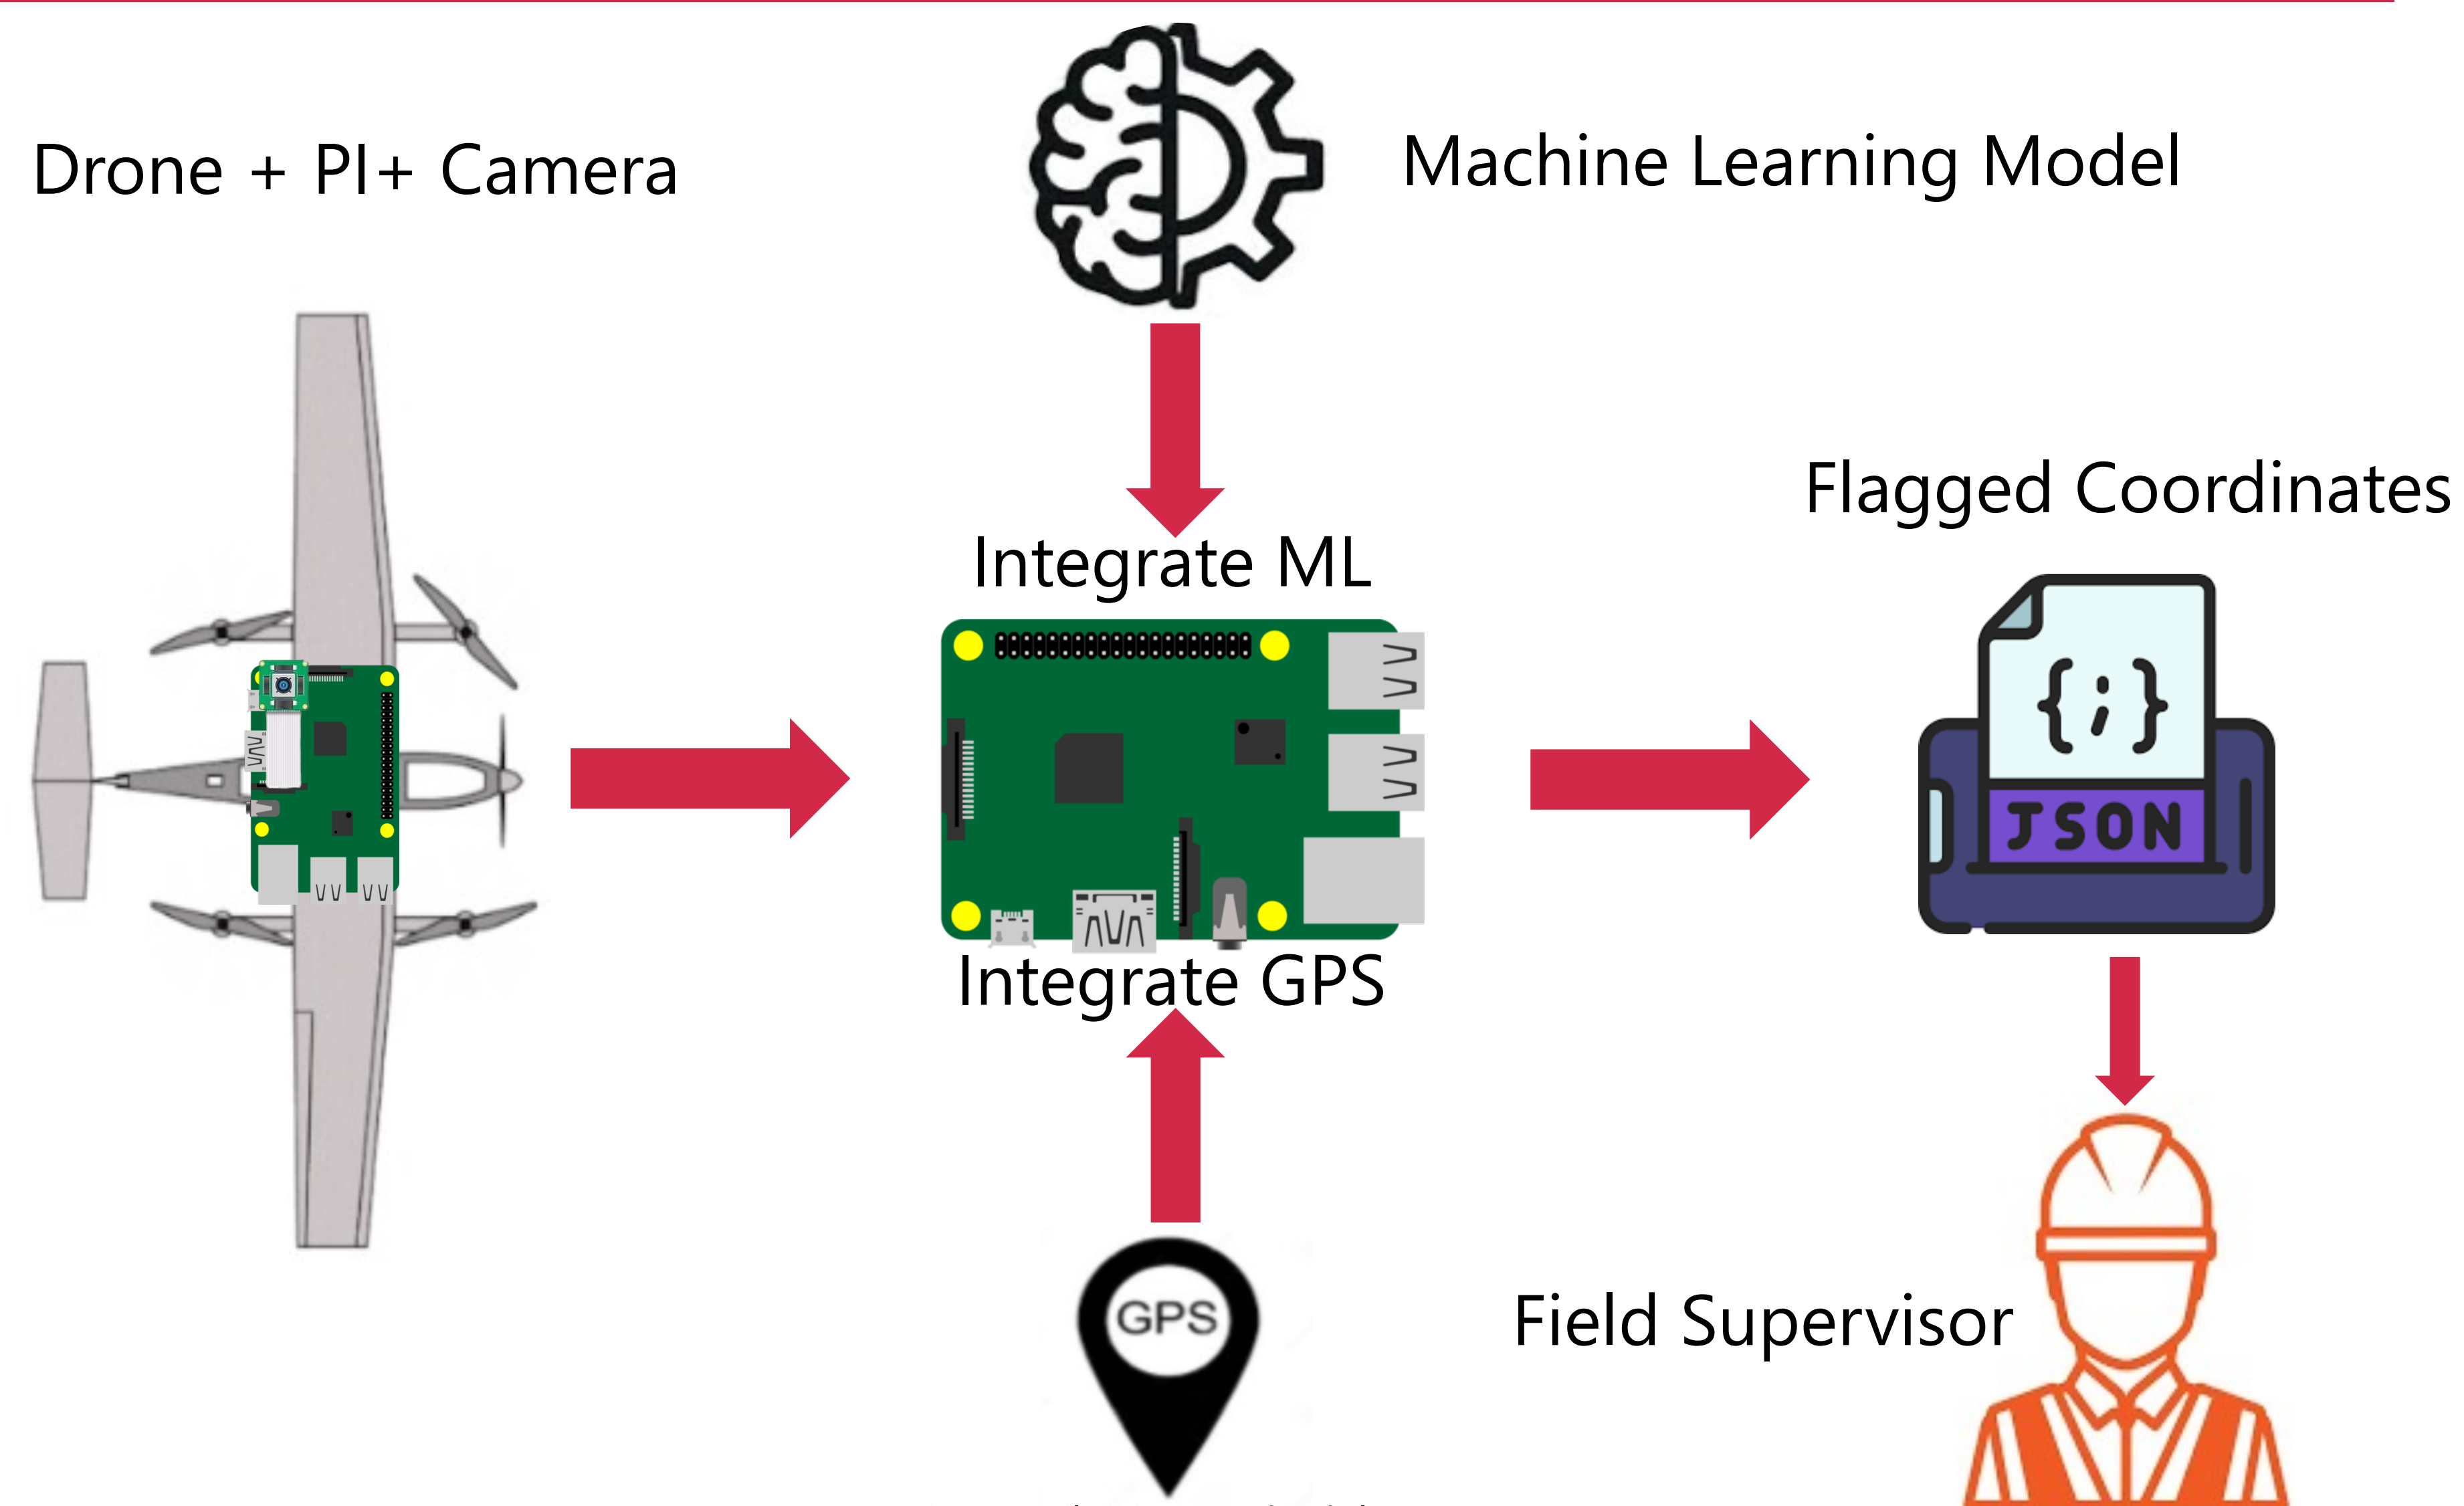 Drone + PI+ Camera
Machine Learning Model
Integrate ML
Flagged Coordinates
{;}
JSON
Integrate GPS
GPS
Field Supervisor